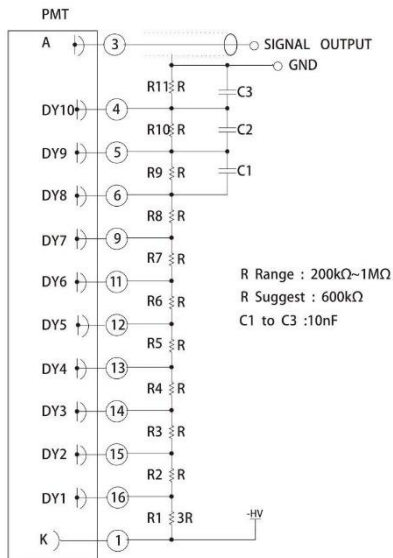 PMT
A 3 SIGNAL OUTPUT
GND
R11 R C3
DY10 4
R10 R C2
DY9 5
R9 R C1
DY8 6
R8 R
DY7 9
R7 R
DY6 11
R Range : 200kΩ~1MΩ
R6 R
R Suggest : 600kΩ
DY5 12
C1 to C3 :10nF
R5 R
DY4 13
R4 R
DY3 14
R3 R
DY2 15
R2 R
DY1 16
R1 3R -HV
K 1